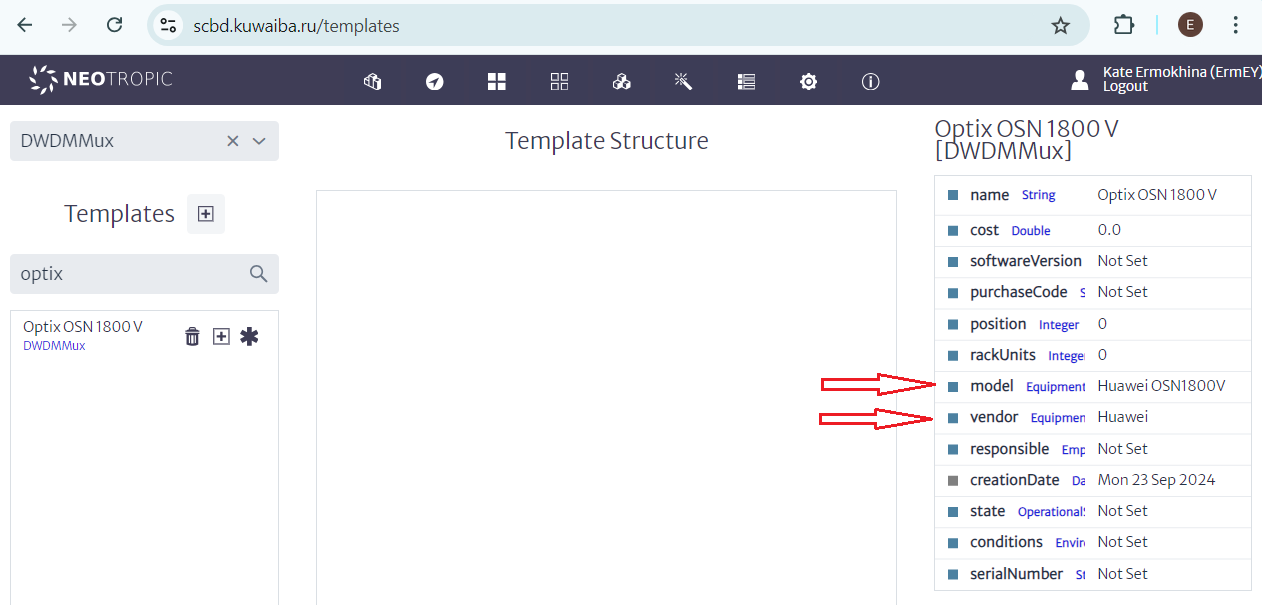 scbd.kuwaiba.ru/templates
E
NEOTROPIC
Kate Ermokhina (ErmEY)
Logout
DWDMMux
Templates
optix
Optix OSN 1800 V
DWDMMux
Template Structure
Optix OSN 1800 V
[DWDMMux]
name String Optix OSN 1800 V
cost Double 0.0
softwareVersion Not Set
purchaseCode S Not Set
position Integer 0
rackUnits Intege 0
model Equipment Huawei OSN1800V
vendor Equipmen Huawei
responsible Emp Not Set
creationDate Da Mon 23 Sep 2024
state OperationalS Not Set
conditions Envir Not Set
serialNumber St Not Set